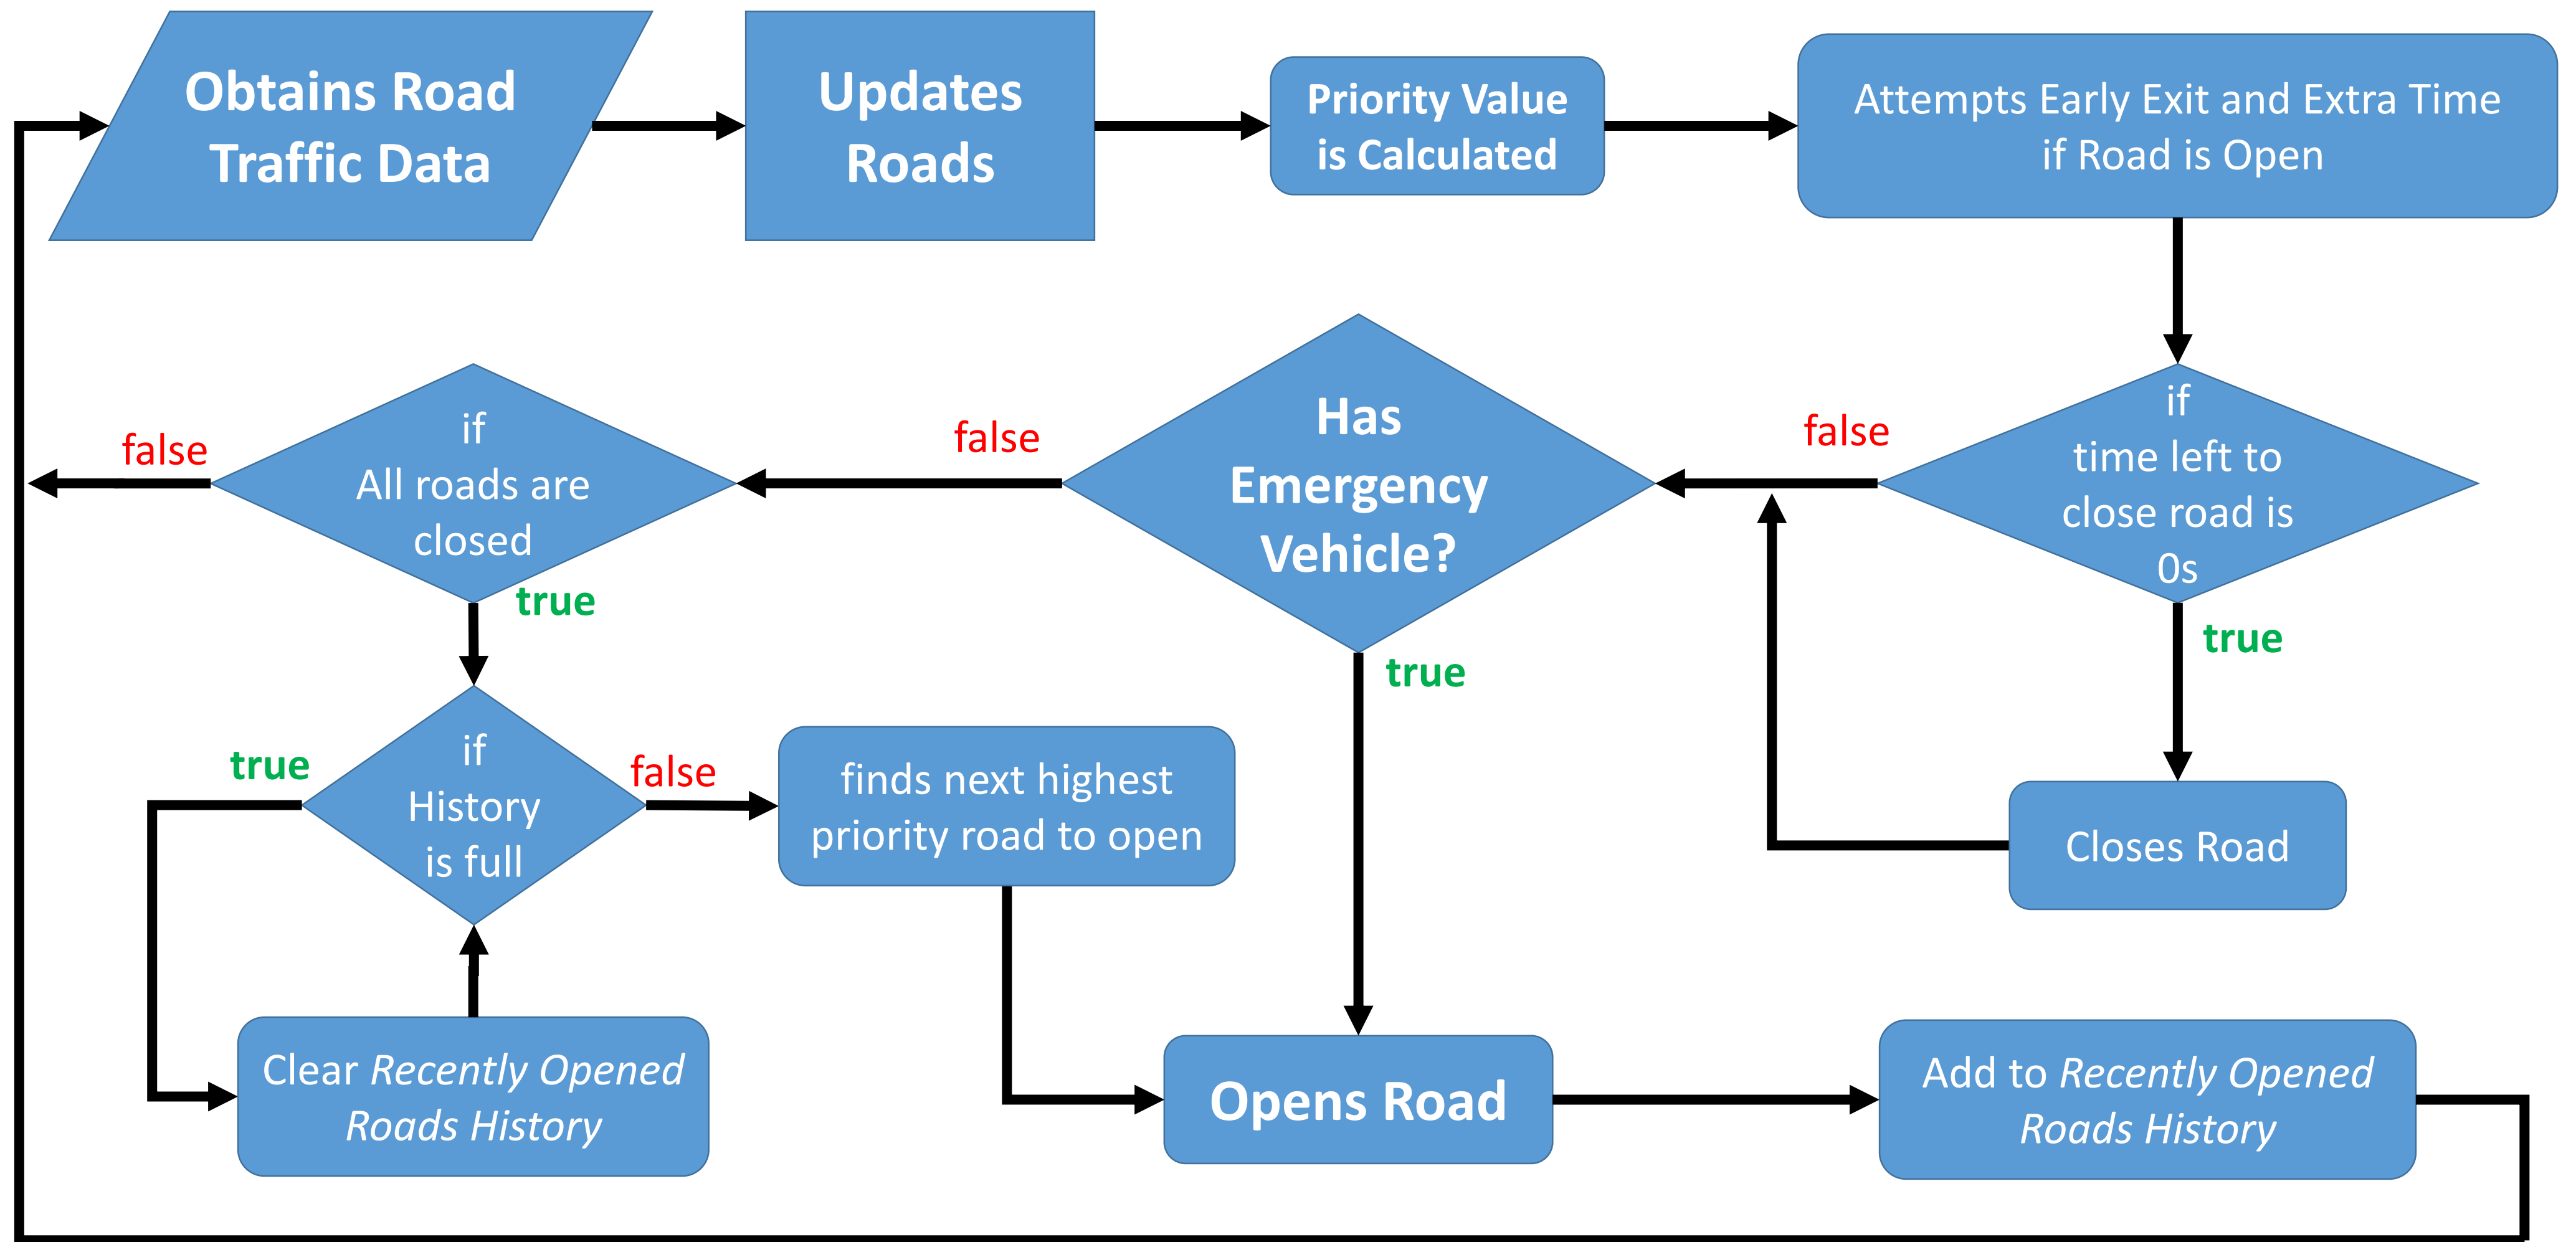 Obtains Road
Traffic Data
Updates
Roads
Priority Value
is Calculated
Attempts Early Exit and Extra Time
if Road is Open
if
time left to
close road is
0s
false
true
Closes Road
Has
Emergency
Vehicle?
false
true
if
All roads are
closed
false
true
if
History
is full
true
false
finds next highest
priority road to open
Clear Recently Opened
Roads History
Opens Road
Add to Recently Opened
Roads History